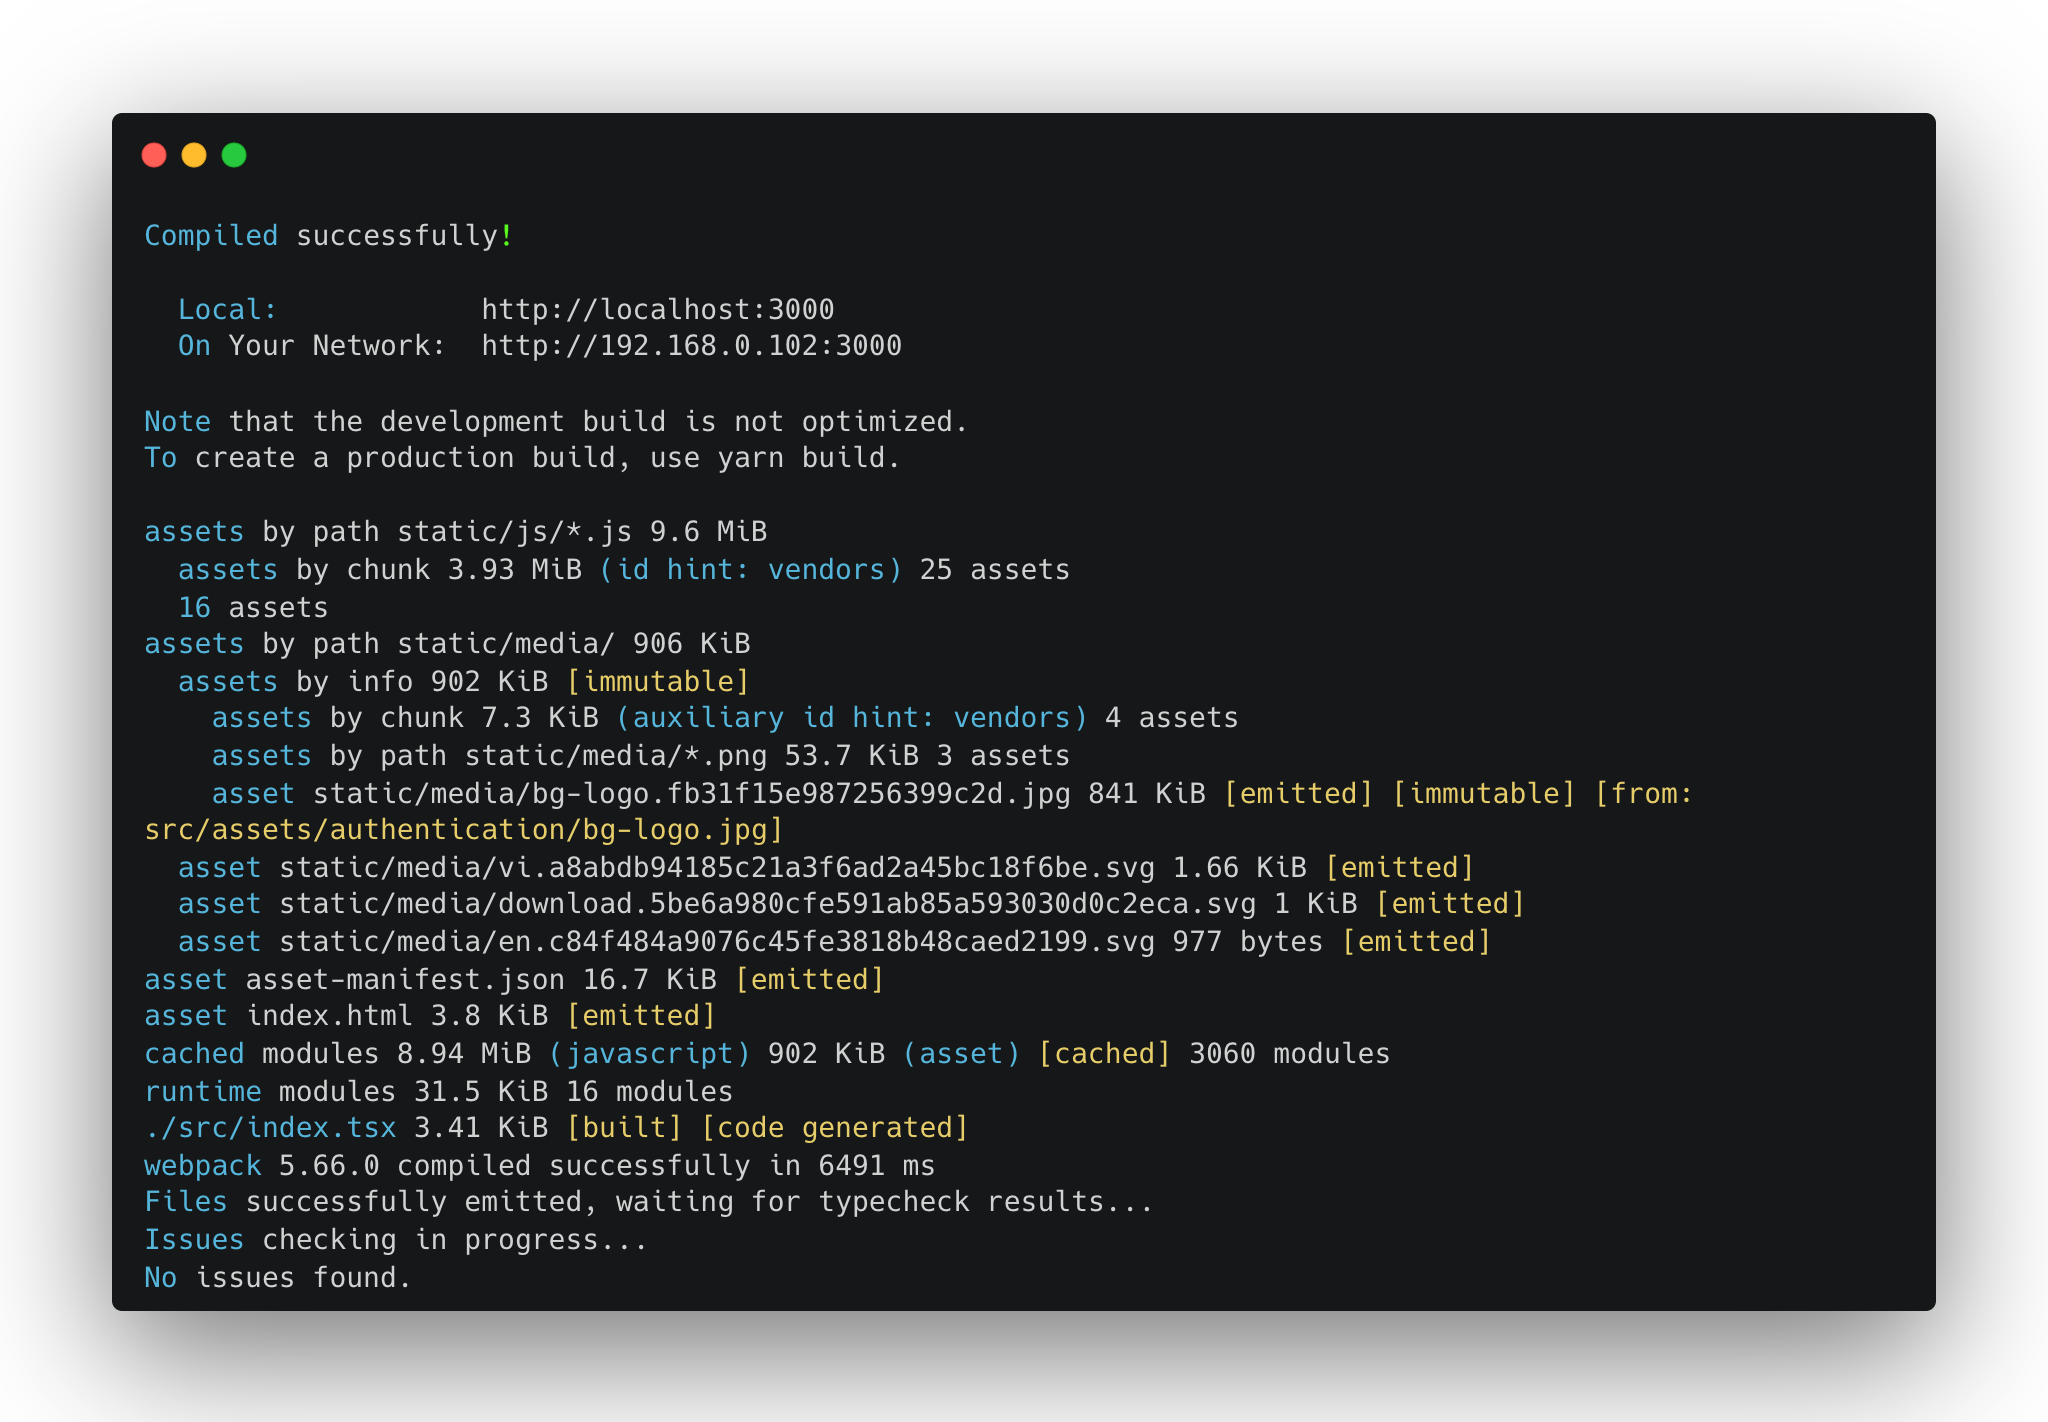 Compiled successfully!
Local: http://localhost:3000
On Your Network: http://192.168.0.102:3000
Note that the development build is not optimized.
To create a production build, use yarn build.
assets by path static/js/*.js 9.6 MiB
assets by chunk 3.93 MiB (id hint: vendors) 25 assets
16 assets
assets by path static/media/ 906 KiB
assets by info 902 KiB [immutable]
assets by chunk 7.3 KiB (auxiliary id hint: vendors) 4 assets
assets by path static/media/*.png 53.7 KiB 3 assets
asset static/media/bg-logo.fb31f15e987256399c2d.jpg 841 KiB [emitted] [immutable] [from:
src/assets/authentication/bg-logo.jpg]
asset static/media/vi.a8abdb94185c21a3f6ad2a45bc18f6be.svg 1.66 KiB [emitted]
asset static/media/download.5be6a980cfe591ab85a593030d0c2eca.svg 1 KiB [emitted]
asset static/media/en.c84f484a9076c45fe3818b48caed2199.svg 977 bytes [emitted]
asset asset-manifest.json 16.7 KiB [emitted]
asset index.html 3.8 KiB [emitted]
cached modules 8.94 MiB (javascript) 902 KiB (asset) [cached] 3060 modules
runtime modules 31.5 KiB 16 modules
./src/index.tsx 3.41 KiB [built] [code generated]
webpack 5.66.0 compiled successfully in 6491 ms
Files successfully emitted, waiting for typecheck results...
Issues checking in progress...
No issues found.